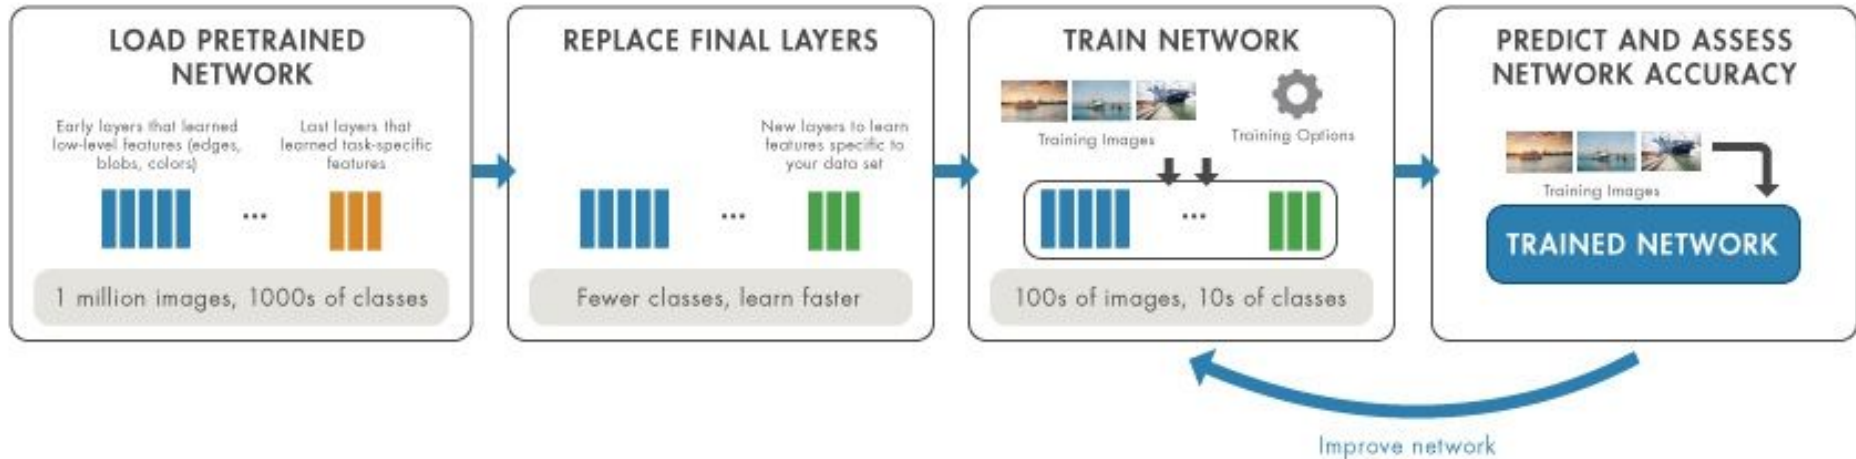 LOAD PRETRAINED
NETWORK
Early layers that learned
low-level features (edges,
blobs, colors)
Last layers that
learned task-specific
features
...
1 million images, 1000s of classes
REPLACE FINAL LAYERS
New layers to learn
features specific to
your data set
...
Fewer classes, learn faster
TRAIN NETWORK
Training Images
Training Options
...
100s of images, 10s of classes
PREDICT AND ASSESS
NETWORK ACCURACY
Training Images
TRAINED NETWORK
Improve network